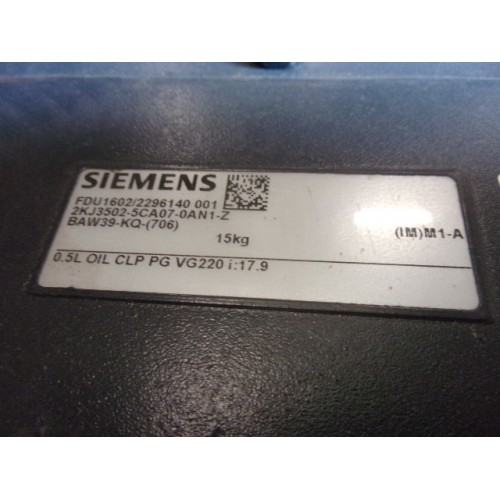 SIEMENS
FDU1602/2296140 001
2KJ3502-5CA07-0AN1-Z
BAW39-KQ-(706)
15kg
(IM)M1-A
0.5L OIL CLP PG VG220 i:17.9